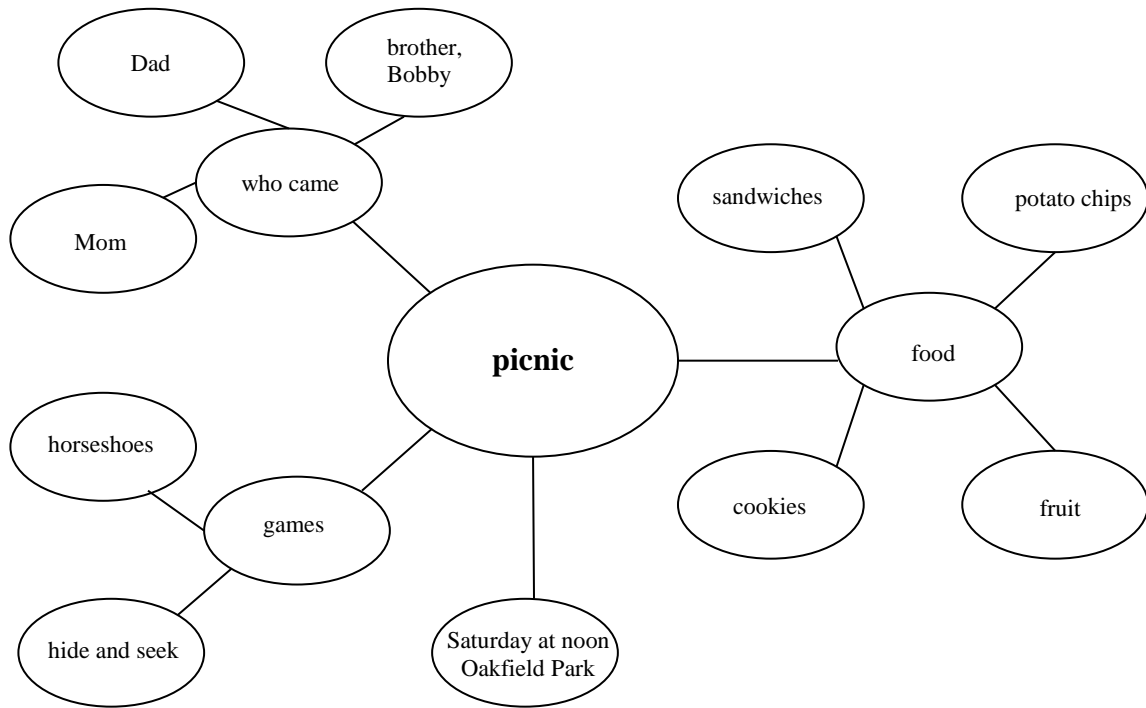 Dad
brother,
Bobby
who came
Mom
sandwiches
potato chips
picnic
food
horseshoes
games
cookies
fruit
hide and seek
Saturday at noon
Oakfield Park